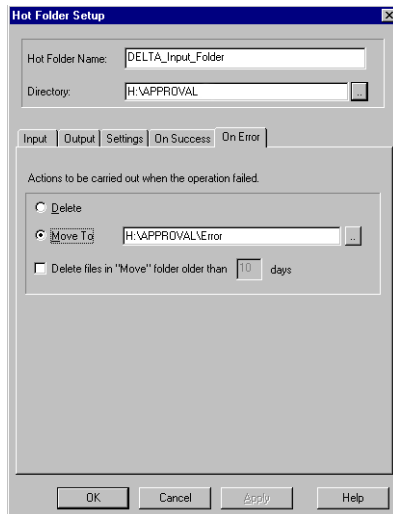 Hot Folder Setup
Hot Folder Name: DELTA_Input_Folder
Directory: H:\APPROVAL ..
Input Output Settings On Success On Error
Actions to be carried out when the operation failed.
Delete
Move To H:\APPROVAL\Error ..
Delete files in "Move" folder older than 10 days
OK Cancel Apply Help